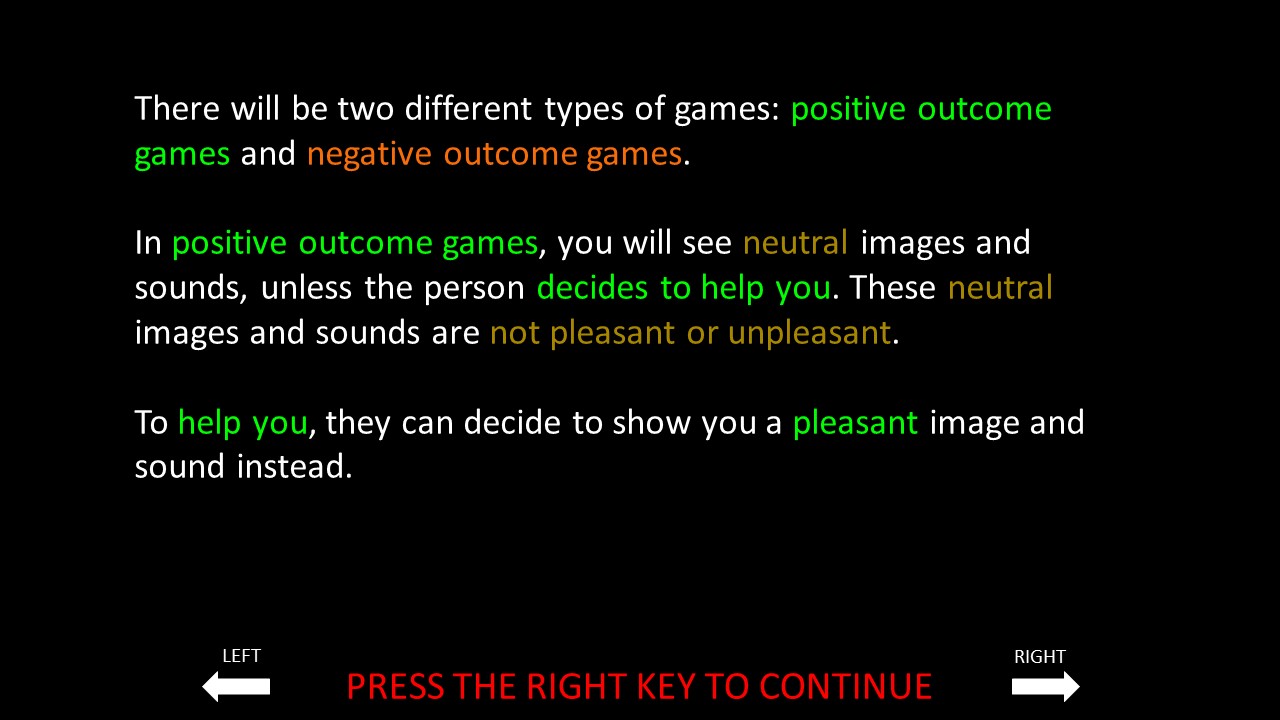 There will be two different types of games: positive outcome
games and negative outcome games.
In positive outcome games, you will see neutral images and
sounds, unless the person decides to help you. These neutral
images and sounds are not pleasant or unpleasant.
To help you, they can decide to show you a pleasant image and
sound instead.
LEFT
RIGHT
PRESS THE RIGHT KEY TO CONTINUE